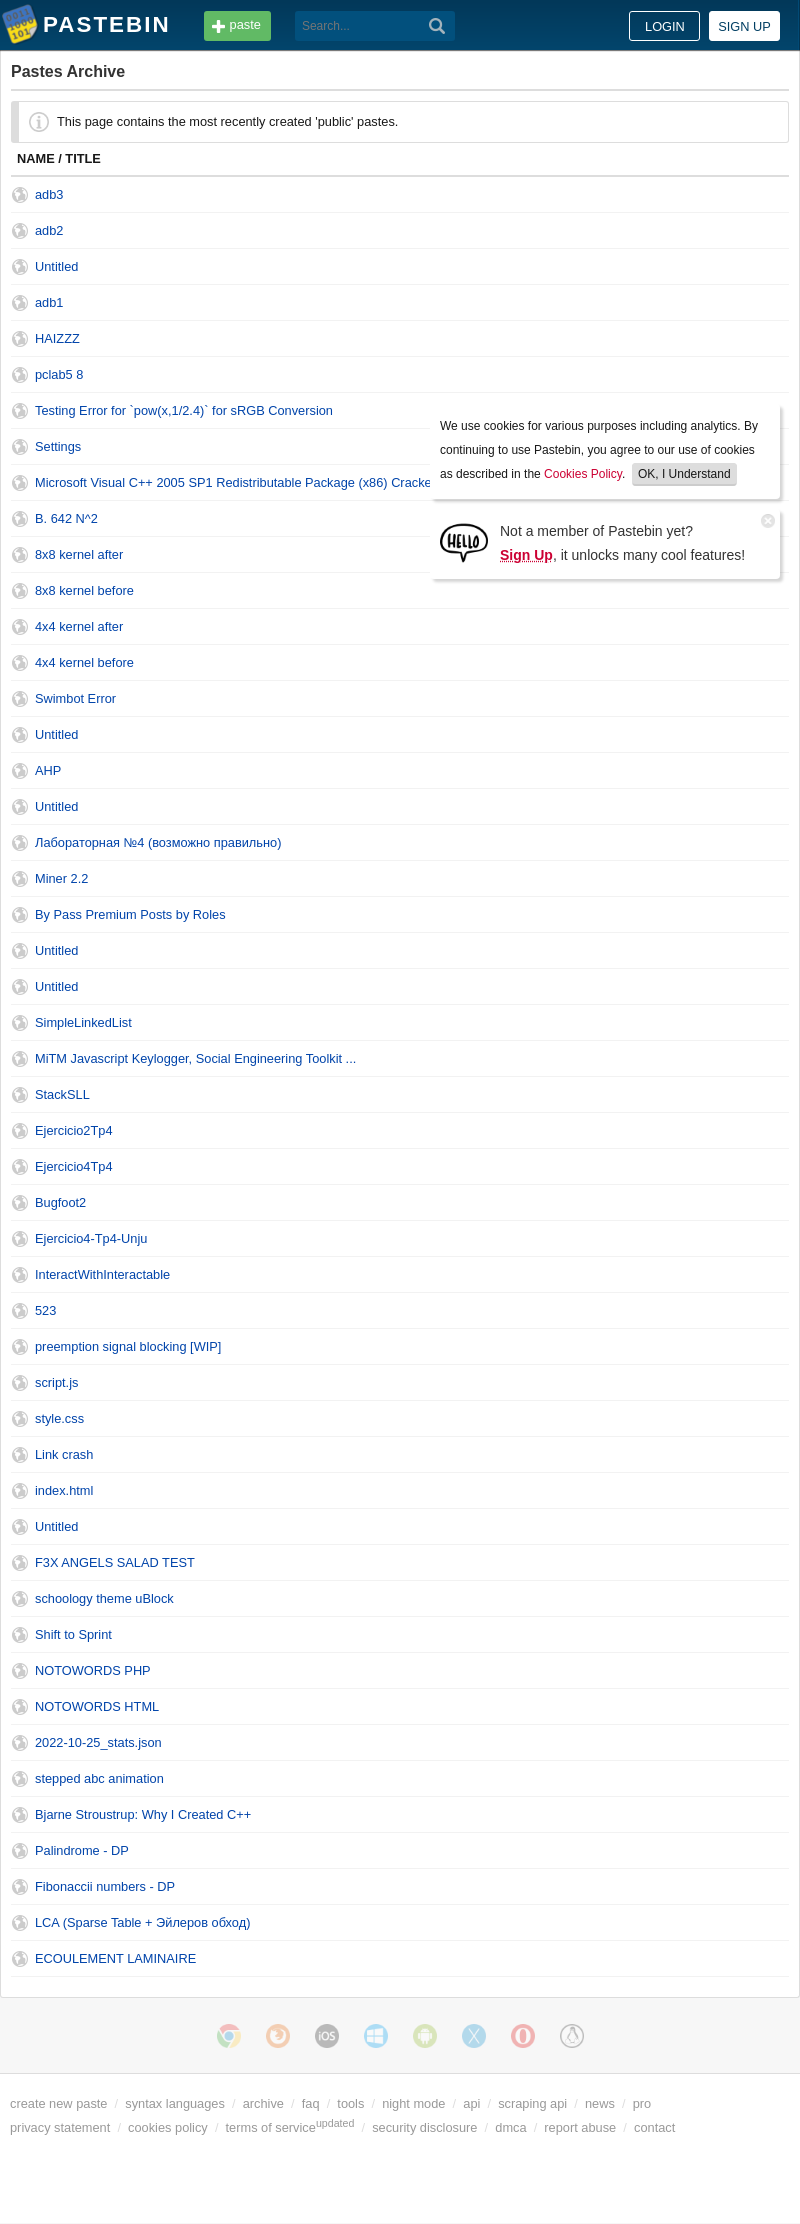 PASTEBIN
paste
Search...
LOGIN
SIGN UP
Pastes Archive
This page contains the most recently created 'public' pastes.
NAME / TITLE
adb3
adb2
Untitled
adb1
HAIZZZ
pclab5 8
Testing Error for `pow(x,1/2.4)` for sRGB Conversion
Settings
Microsoft Visual C++ 2005 SP1 Redistributable Package (x86)
We use cookies for various purposes including analytics. By
continuing to use Pastebin, you agree to our use of cookies
as described in the Cookies Policy. OK, I Understand
Not a member of Pastebin yet?
Sign Up, it unlocks many cool features!
HELLO
B. 642 N^2
8x8 kernel after
8x8 kernel before
4x4 kernel after
4x4 kernel before
Swimbot Error
Untitled
AHP
Untitled
Лабораторная №4 (возможно правильно)
Miner 2.2
By Pass Premium Posts by Roles
Untitled
Untitled
SimpleLinkedList
MiTM Javascript Keylogger, Social Engineering Toolkit ...
StackSLL
Ejercicio2Tp4
Ejercicio4Tp4
Bugfoot2
Ejercicio4-Tp4-Unju
InteractWithInteractable
523
preemption signal blocking [WIP]
script.js
style.css
Link crash
index.html
Untitled
F3X ANGELS SALAD TEST
schoology theme uBlock
Shift to Sprint
NOTOWORDS PHP
NOTOWORDS HTML
2022-10-25_stats.json
stepped abc animation
Bjarne Stroustrup: Why I Created C++
Palindrome - DP
Fibonaccii numbers - DP
LCA (Sparse Table + Эйлеров обход)
ECOULEMENT LAMINAIRE
iOS
create new paste / syntax languages / archive / faq / tools / night mode / api / scraping api / news / pro
privacy statement / cookies policy / terms of serviceupdated / security disclosure / dmca / report abuse / contact